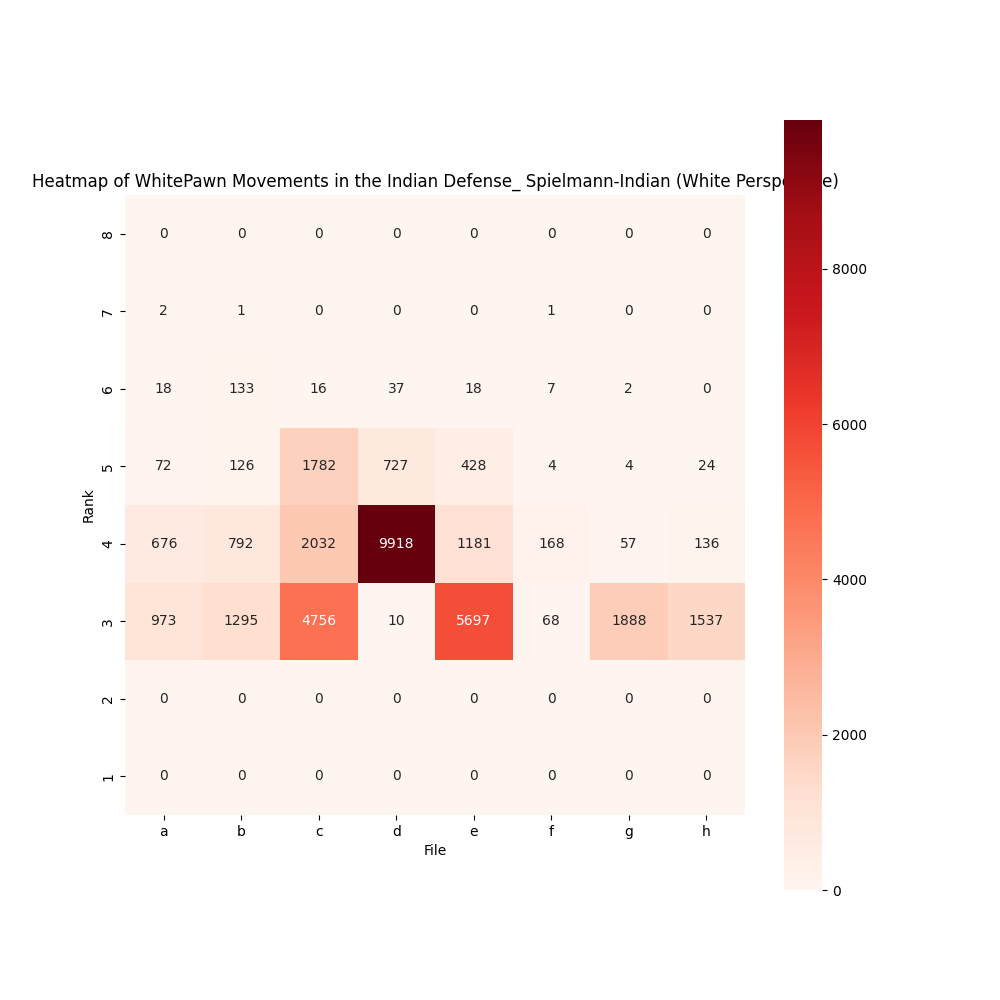 Heatmap of WhitePawn Movements in the Indian Defense_ Spielmann-Indian (White Persp e)
8 0 0 0 0 0 0 0 0
7 2 1 0 0 0 1 0 0
6 18 133 16 37 18 7 2 0
5 72 126 1782 727 428 4 4 24
4 676 792 2032 9918 1181 168 57 136
3 973 1295 4756 10 5697 68 1888 1537
2 0 0 0 0 0 0 0 0
1 0 0 0 0 0 0 0 0
a b c d e f g h
File
Rank
8000
6000
4000
2000
0